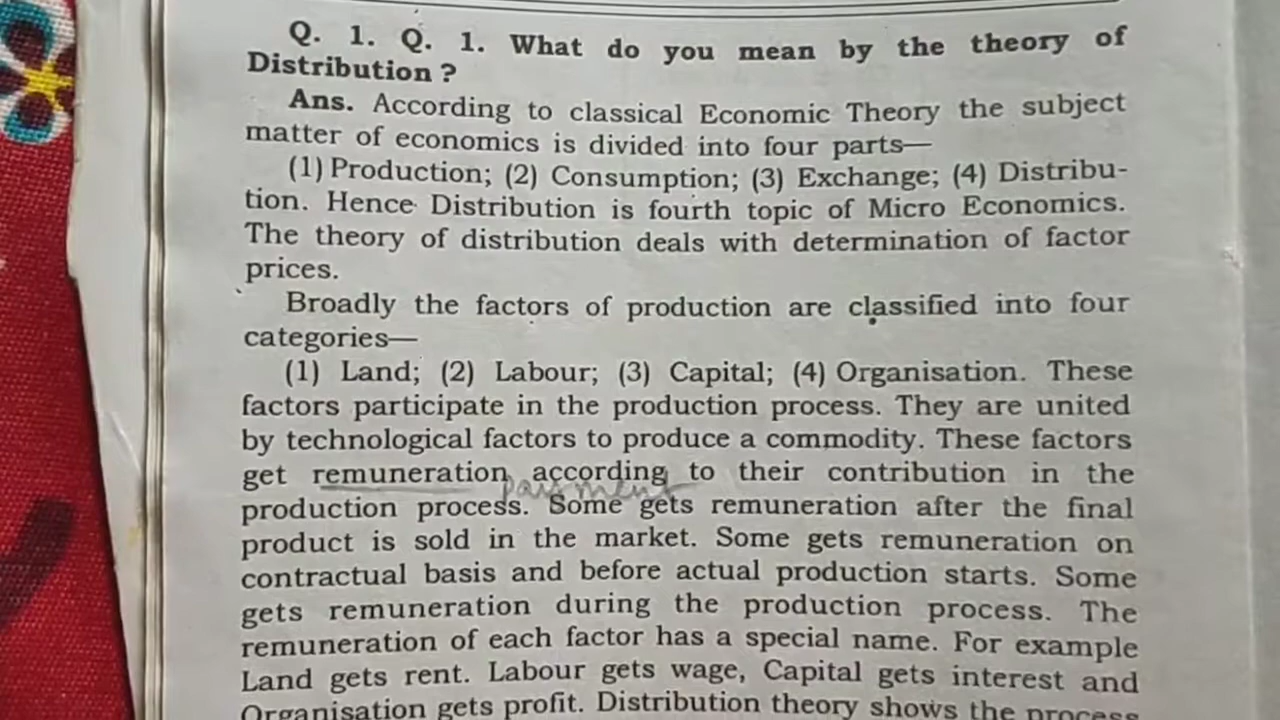 Q. 1. Q. 1. What do you mean by the theory of
Distribution ?
Ans. According to classical Economic Theory the subject
matter of economics is divided into four parts—
(1) Production; (2) Consumption; (3) Exchange; (4) Distribu-
tion. Hence Distribution is fourth topic of Micro Economics.
The theory of distribution deals with determination of factor
prices.
Broadly the factors of production are classified into four
categories—
(1) Land; (2) Labour; (3) Capital; (4) Organisation. These
factors participate in the production process. They are united
by technological factors to produce a commodity. These factors
get remuneration according to their contribution in the
production process. Some gets remuneration after the final
product is sold in the market. Some gets remuneration on
contractual basis and before actual production starts. Some
gets remuneration during the production process. The
remuneration of each factor has a special name. For example
Land gets rent. Labour gets wage, Capital gets interest and
Organisation gets profit. Distribution theory shows the process